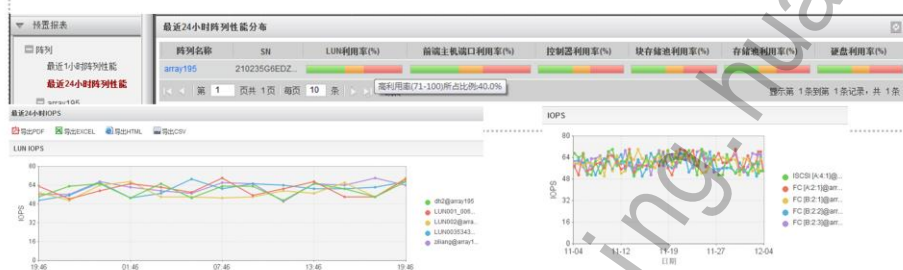 预置报表
最近24小时阵列性能分布
阵列
最近1小时阵列性能
最近24小时阵列性能
array195
阵列名称 SN LUN利用率(%) 前端主机端口利用率(%) 控制器利用率(%) 块存储池利用率(%) 存储池利用率(%) 硬盘利用率(%)
array195 210235G6EDZ...
第 1 页共 1页 每页 10 条
高利用率(71-100)所占比例:40.0%
显示第 1条到第 1条记录，共 1条
最近24小时IOPS
导出PDF 导出EXCEL 导出HTML 导出CSV
LUN IOPS
IOPS
80
64
48
32
16
0
19:45 01:45 07:45 13:45 19:45
dh2@array195
LUN001_006...
LUN002@arra...
LUN0035343...
ziliang@array1...
IOPS
IOPS
80
64
48
32
16
0
11-04 11-12 11-19 11-27 12-04
日期
ISCSI [A:4:1]@...
FC [A:2:1]@arr...
FC [B:2:1]@arr...
FC [B:2:2]@arr...
FC [B:2:3]@arr...